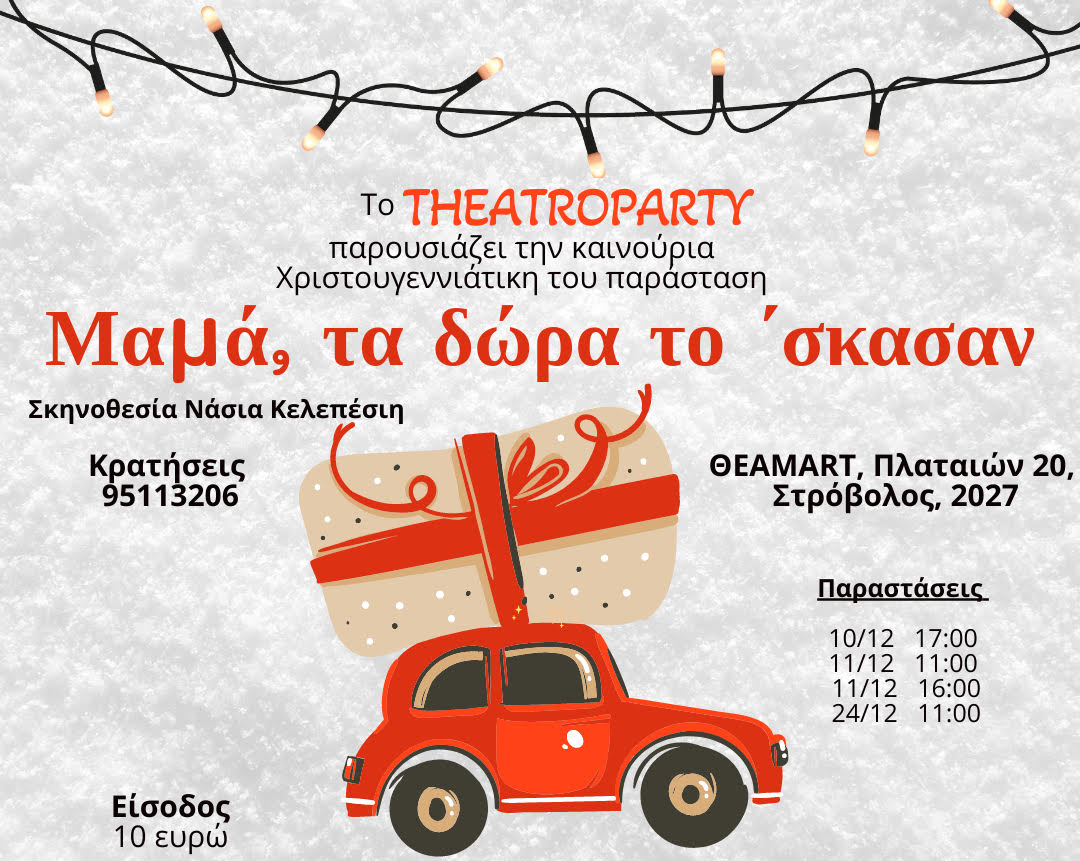 Το THEATROPARTY
παρουσιάζει την καινούρια
Χριστουγεννιάτικη του παράσταση
Μαμά, τα δώρα το ΄σκασαν
Σκηνοθεσία Νάσια Κελεπέσιη
Κρατήσεις
95113206
ΘΕΑΜΑRT, Πλαταιών 20,
Στρόβολος, 2027
Παραστάσεις
10/12 17:00
11/12 11:00
11/12 16:00
24/12 11:00
Είσοδος
10 ευρώ